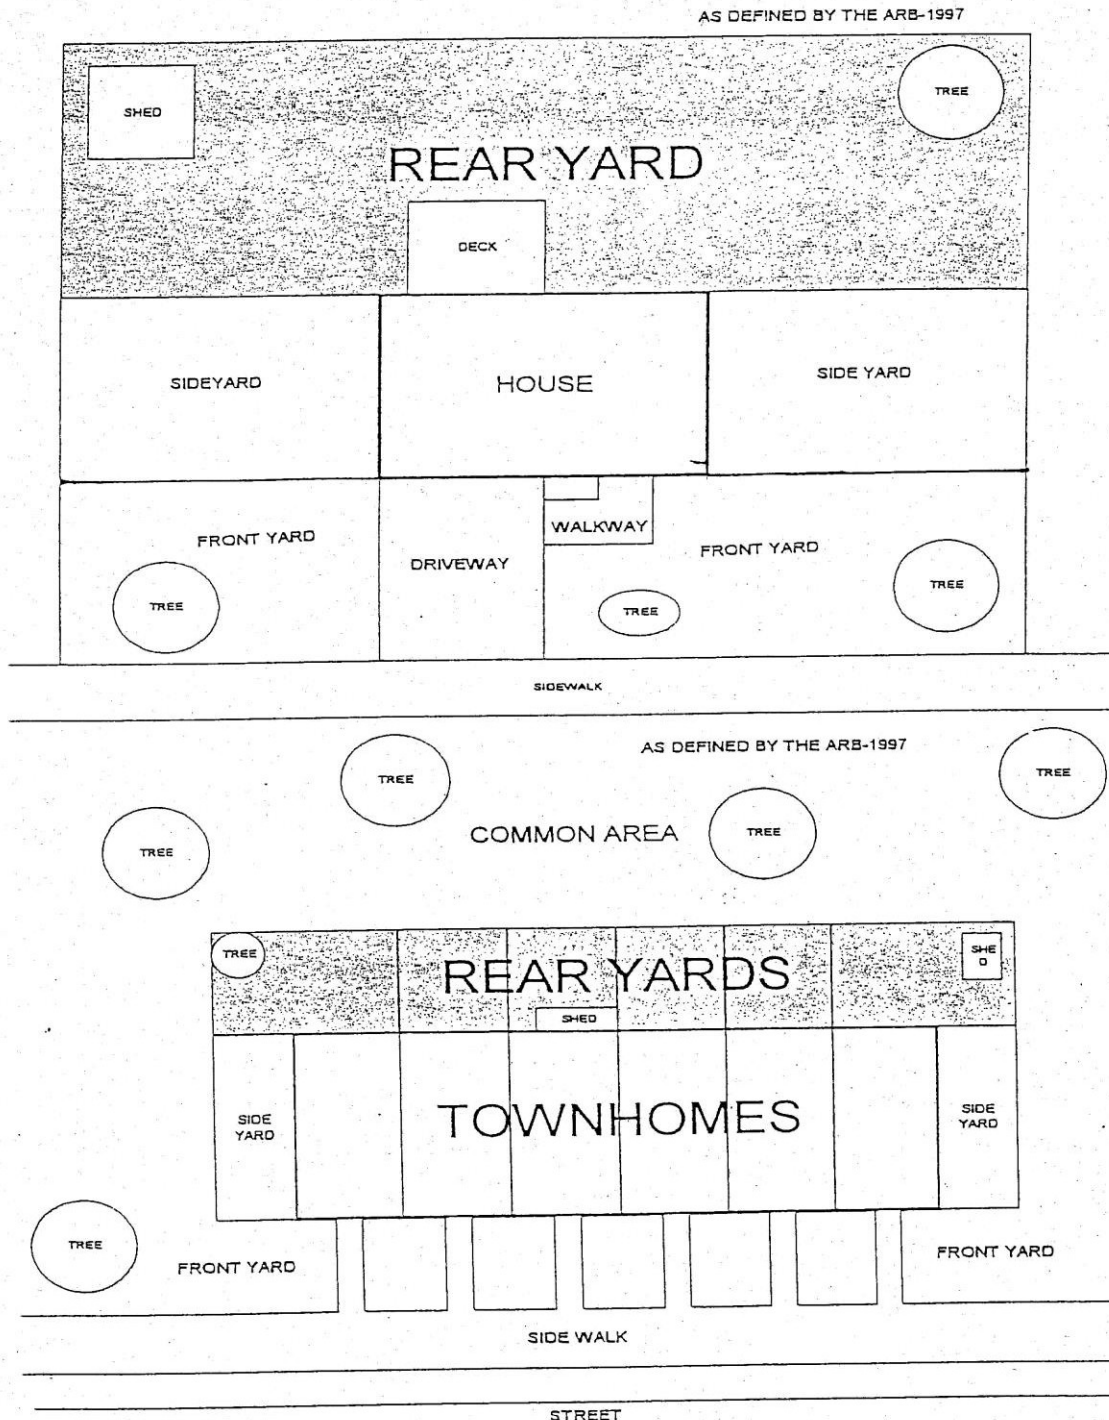 AS DEFINED BY THE ARB-1997
SHED
TREE
REAR YARD
DECK
SIDEYARD
HOUSE
SIDE YARD
FRONT YARD
DRIVEWAY
WALKWAY
FRONT YARD
TREE
TREE
TREE
SIDEWALK
AS DEFINED BY THE ARB-1997
TREE
TREE
TREE
TREE
COMMON AREA
TREE
REAR YARDS
SHE
D
SHED
SIDE
YARD
TOWNHOMES
SIDE
YARD
TREE
FRONT YARD
FRONT YARD
SIDE WALK
STREET